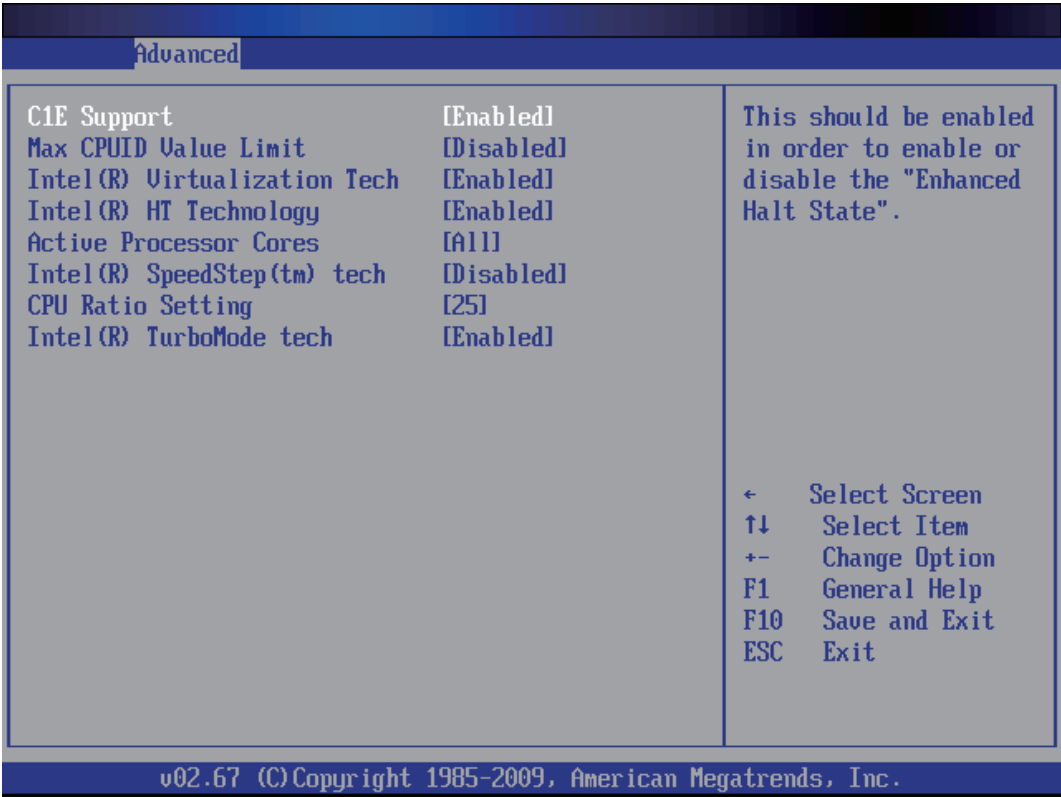 Advanced
C1E Support [Enabled]
Max CPUID Value Limit [Disabled]
Intel(R) Virtualization Tech [Enabled]
Intel(R) HT Technology [Enabled]
Active Processor Cores [All]
Intel(R) SpeedStep(tm) tech [Disabled]
CPU Ratio Setting [25]
Intel(R) TurboMode tech [Enabled]
This should be enabled
in order to enable or
disable the "Enhanced
Halt State".
← Select Screen
↑↓ Select Item
+- Change Option
F1 General Help
F10 Save and Exit
ESC Exit
v02.67 (C)Copyright 1985-2009, American Megatrends, Inc.